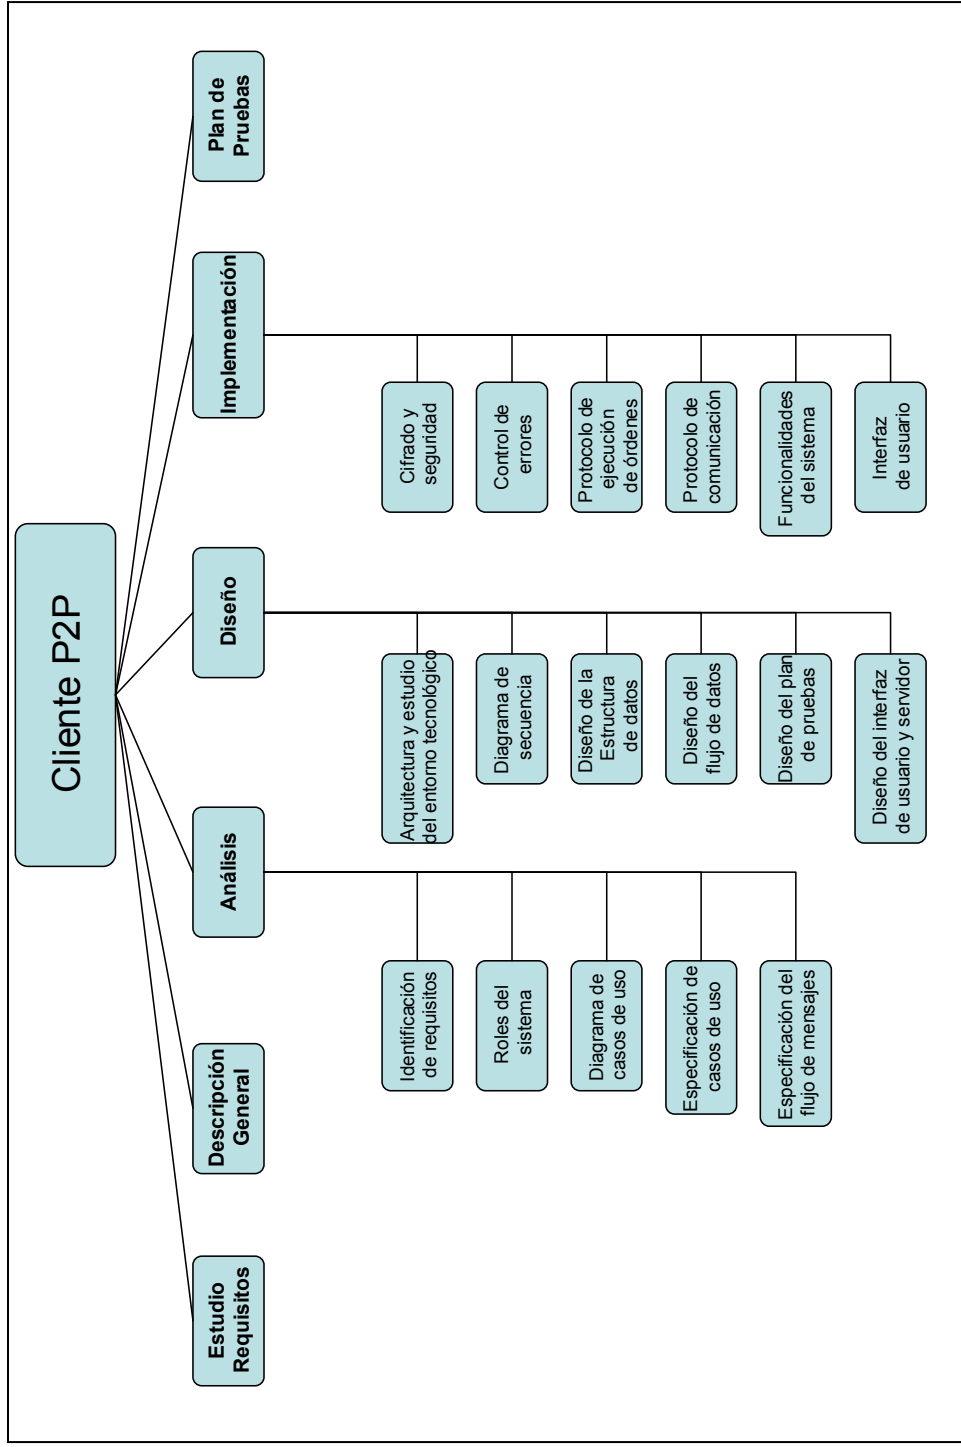 Cliente P2P
Estudio
Requisitos
Descripción
General
Análisis
Diseño
Implementación
Plan de
Pruebas
Identificación
de requisitos
Roles del
sistema
Diagrama de
casos de uso
Especificación de
casos de uso
Especificación del
flujo de mensajes
Arquitectura y estudio
del entorno tecnológico
Diagrama de
secuencia
Diseño de la
Estructura
de datos
Diseño del
flujo de datos
Diseño del plan
de pruebas
Diseño del interfaz
de usuario y servidor
Cifrado y
seguridad
Control de
errores
Protocolo de
ejecución
de órdenes
Protocolo de
comunicación
Funcionalidades
del sistema
Interfaz
de usuario